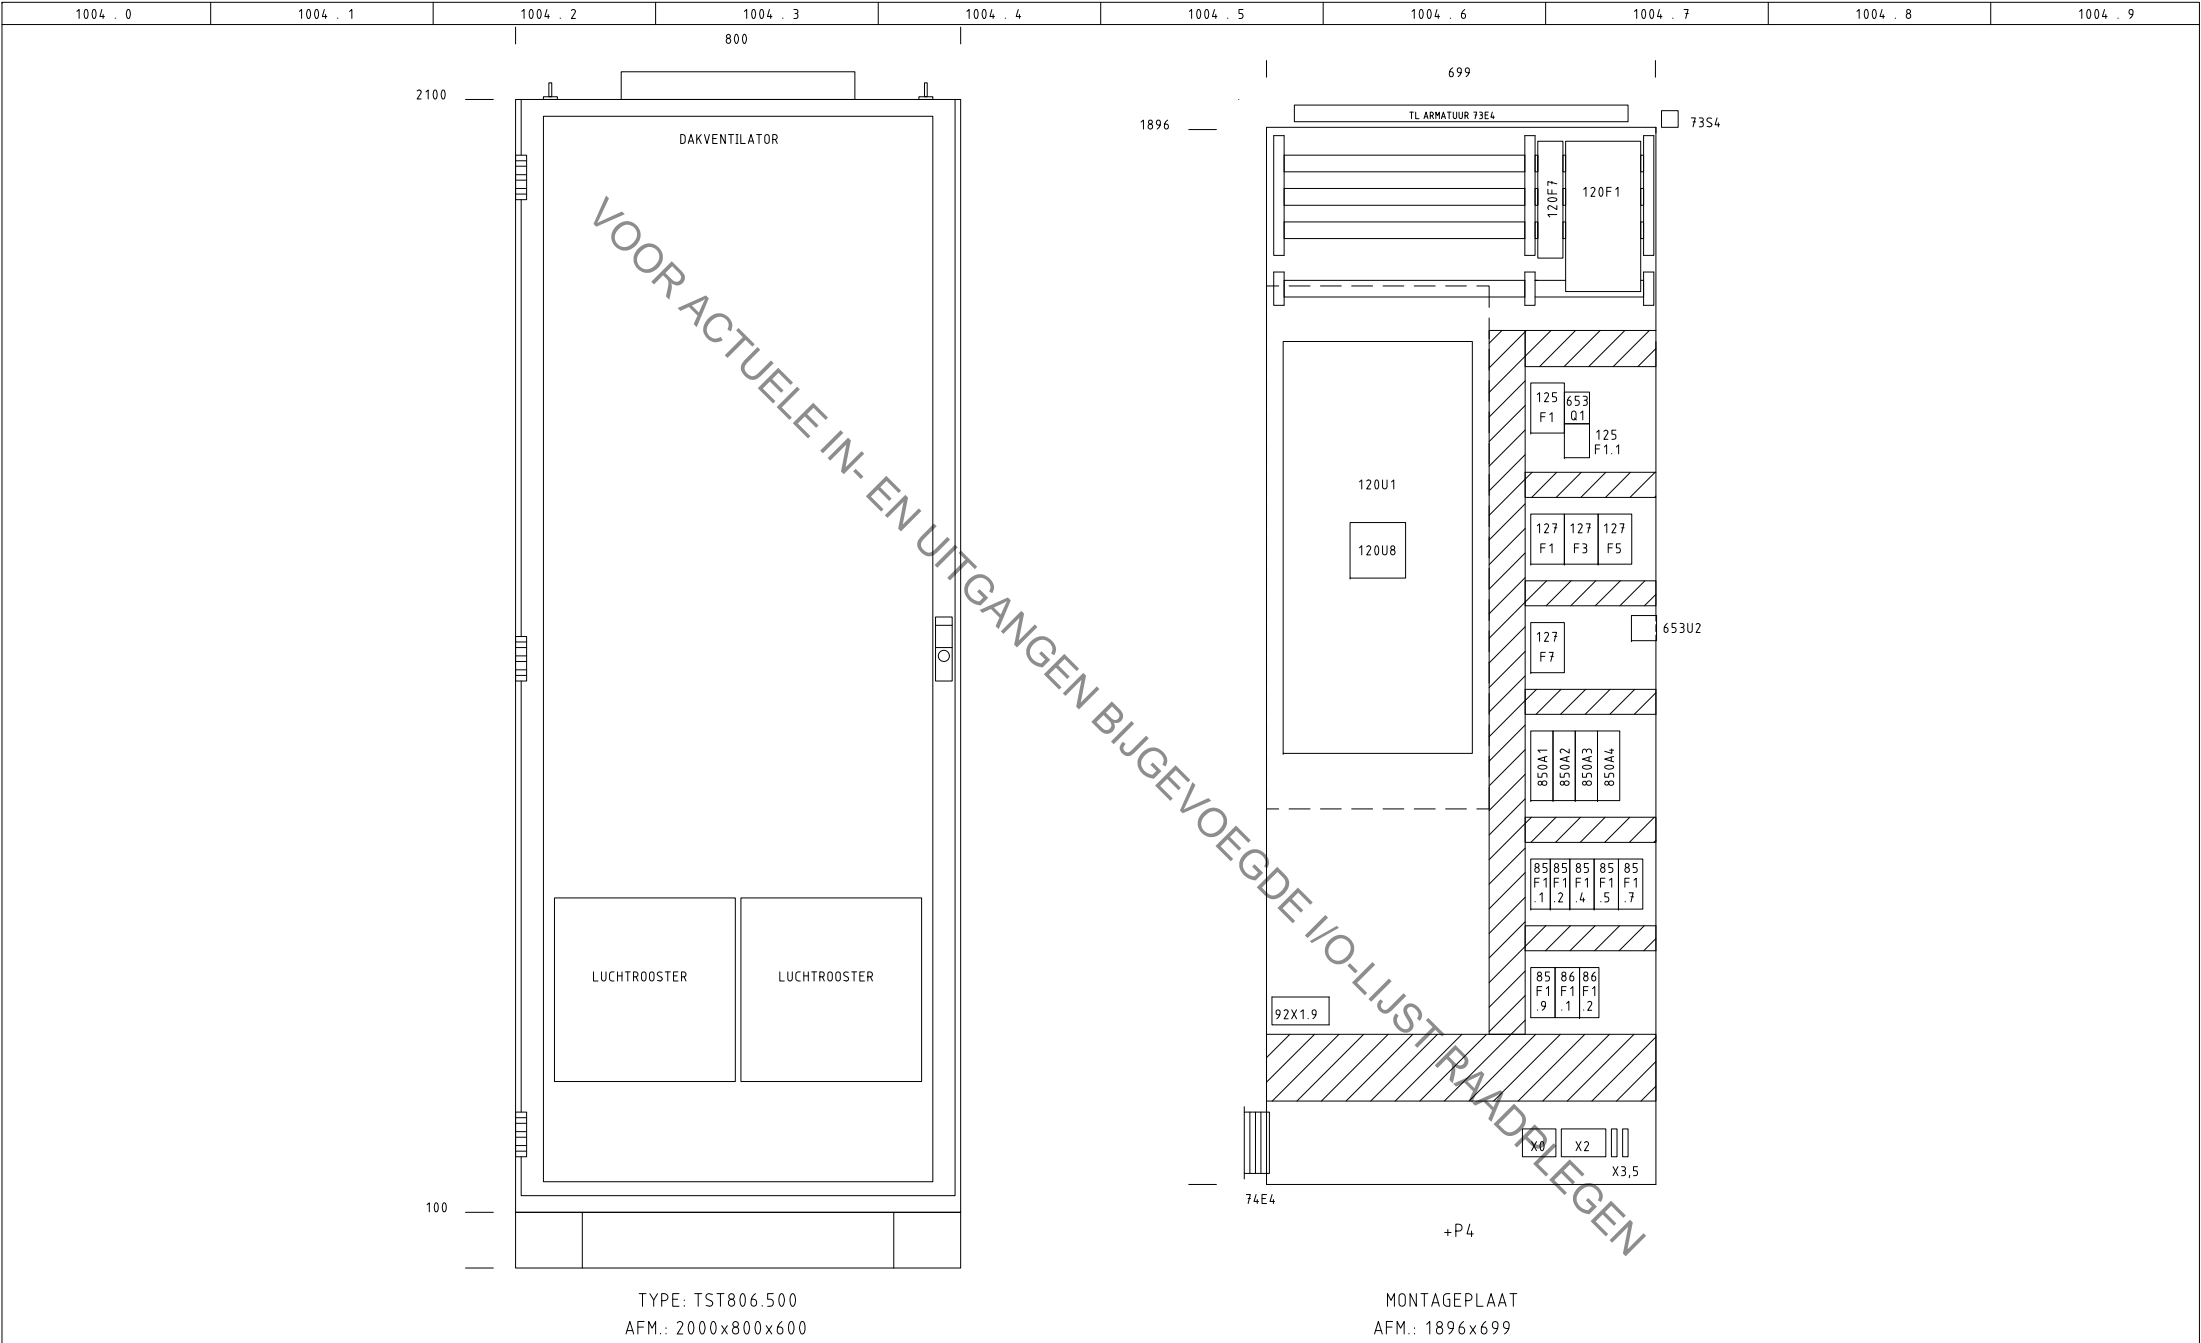 1004 . 0 1004 . 1 1004 . 2 1004 . 3 1004 . 4 1004 . 5 1004 . 6 1004 . 7 1004 . 8 1004 . 9
800
699
2100
1896
TL ARMATUUR 73E4
73S4
DAKVENTILATOR
120F7
120F1
VOOR ACTUELE IN- EN UITGANGEN BIJGEVOEGDE I/O-LIJST RAADPLEGEN
125
F1
653
Q1
125
F1.1
120U1
120U8
127
F1
127
F3
127
F5
127
F7
653U2
850A1
850A2
850A3
850A4
85
F1
.1
85
F1
.2
85
F1
.4
85
F1
.5
85
F1
.7
LUCHTROOSTER
LUCHTROOSTER
85
F1
.9
86
F1
.1
86
F1
.2
92X1.9
X0
X2
X3,5
74E4
100
+P4
TYPE: TST806.500
AFM.: 2000x800x600
MONTAGEPLAAT
AFM.: 1896x699